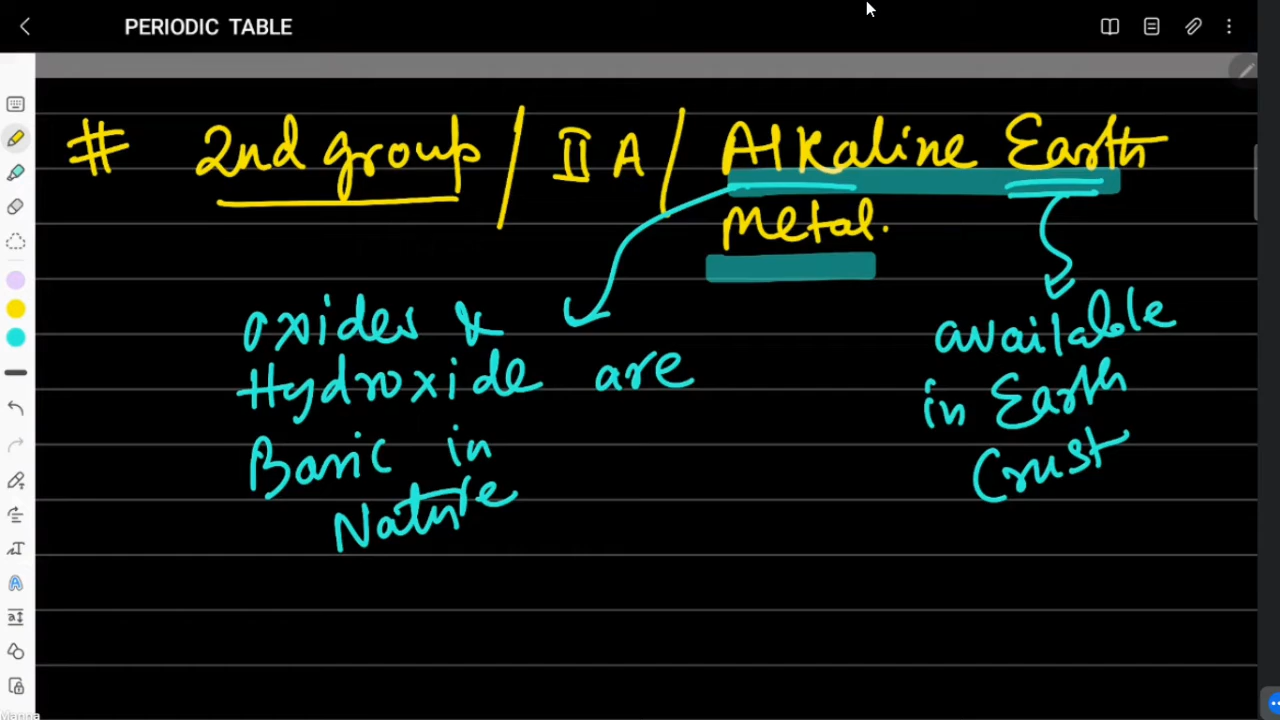 PERIODIC TABLE
# 2nd group / II A / Alkaline Earth
Metal.
oxides &
Hydroxide are
Basic in
Nature
available
in Earth
Crust